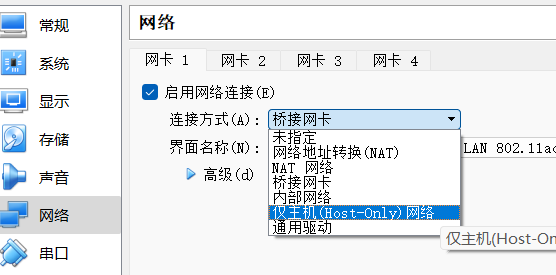 常规
系统
显示
存储
声音
网络
串口
网络
网卡 1 网卡 2 网卡 3 网卡 4
启用网络连接(E)
连接方式(A): 桥接网卡
未指定
界面名称(N): 网络地址转换(NAT) LAN 802.11ac
NAT 网络
高级(d) 桥接网卡
内部网络
仅主机(Host-Only)网络
通用驱动
仅主机(Host-On